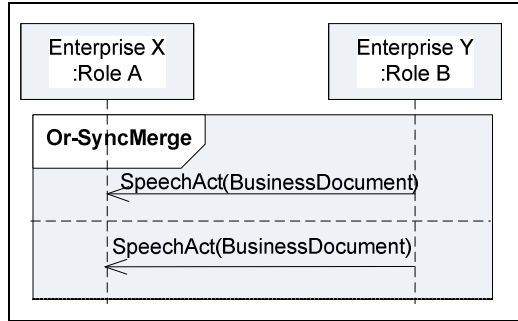 Enterprise X
:Role A
Enterprise Y
:Role B
Or-SyncMerge
SpeechAct(BusinessDocument)
SpeechAct(BusinessDocument)